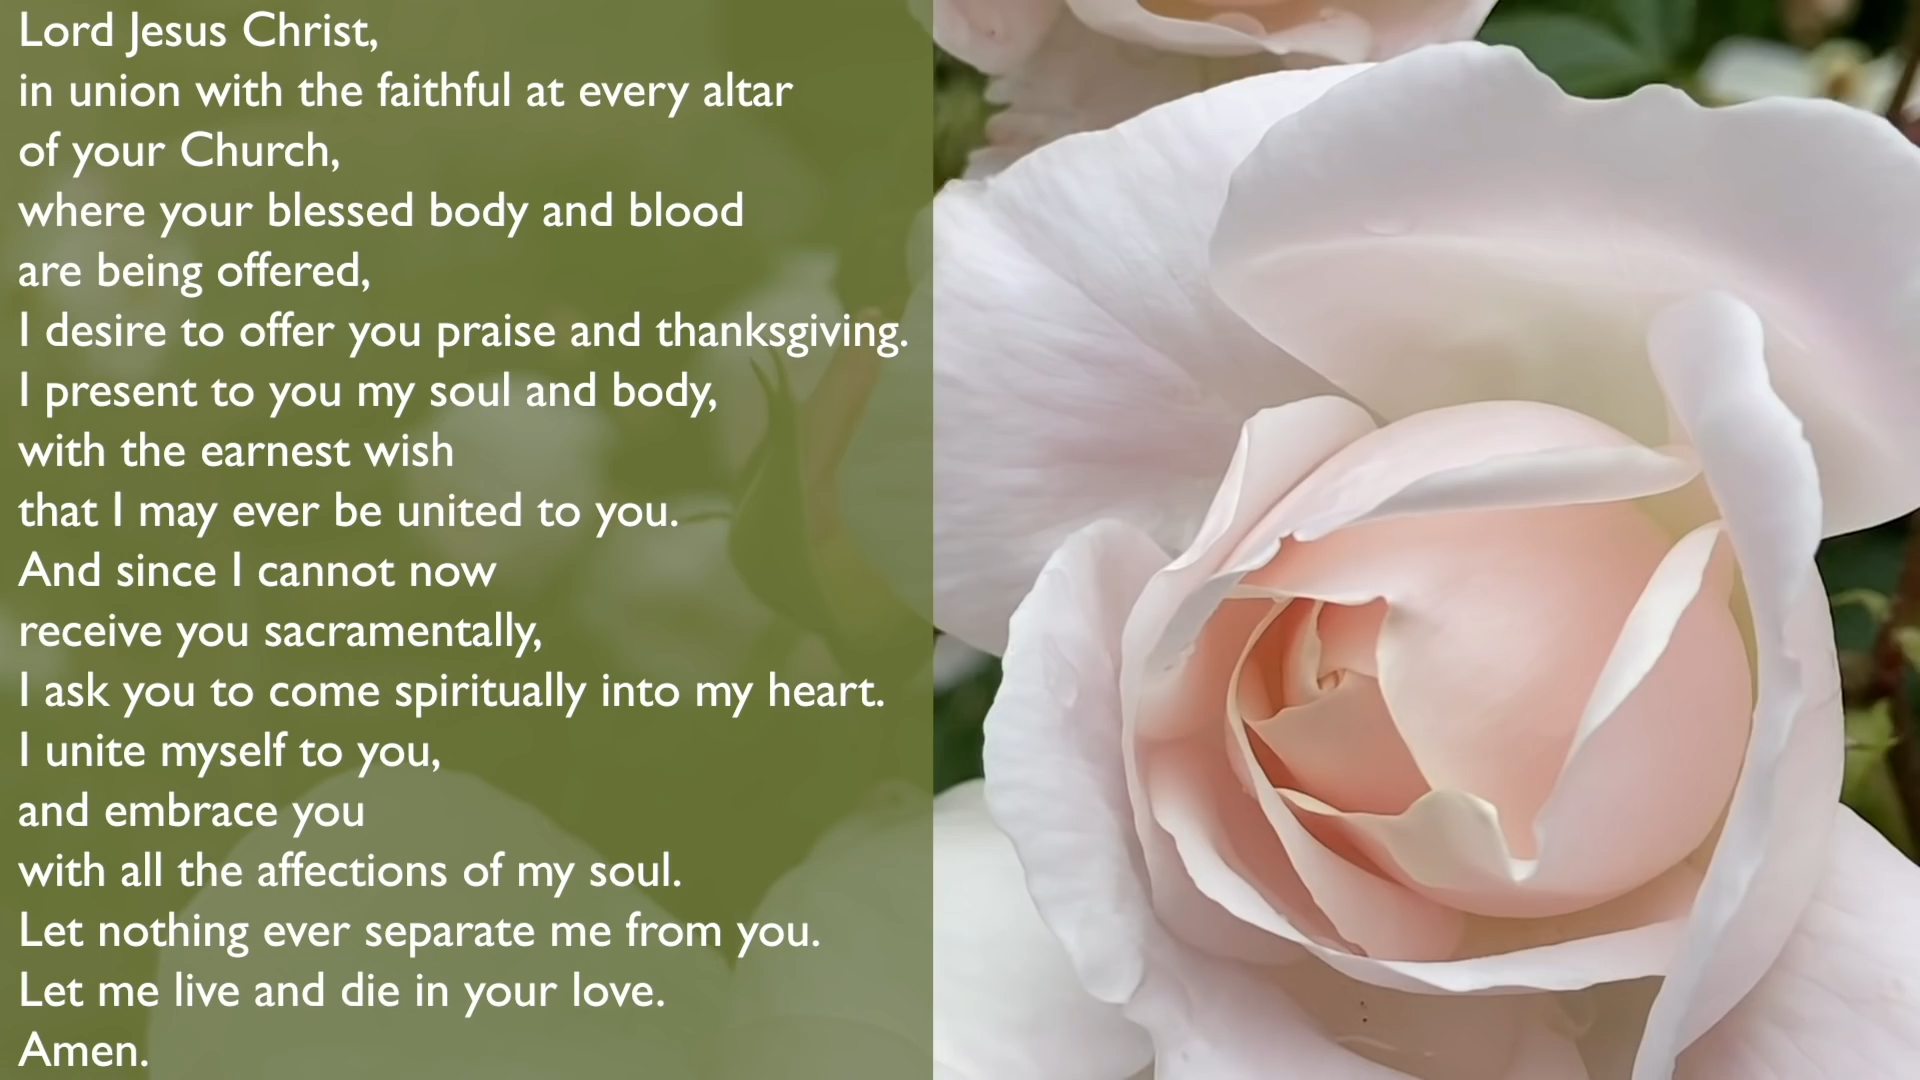 Lord Jesus Christ,
in union with the faithful at every altar
of your Church,
where your blessed body and blood
are being offered,
I desire to offer you praise and thanksgiving.
I present to you my soul and body,
with the earnest wish
that I may ever be united to you.
And since I cannot now
receive you sacramentally,
I ask you to come spiritually into my heart.
I unite myself to you,
and embrace you
with all the affections of my soul.
Let nothing ever separate me from you.
Let me live and die in your love.
Amen.